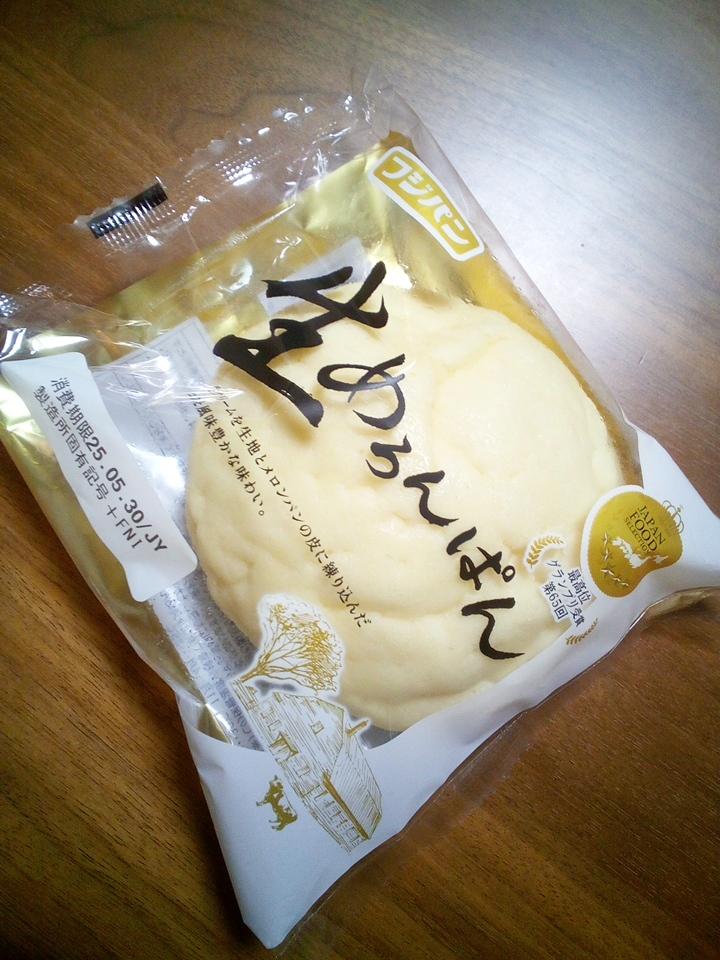 フジパン
生めろんぱん
ームを生地とメロンパンの皮に練り込んだ
風味豊かな味わい。
消費期限25.05.30/JY
製造所固有記号 +FNI
JAPAN
FOOD
SELECTION
最高位
グランプリ受賞
第65回